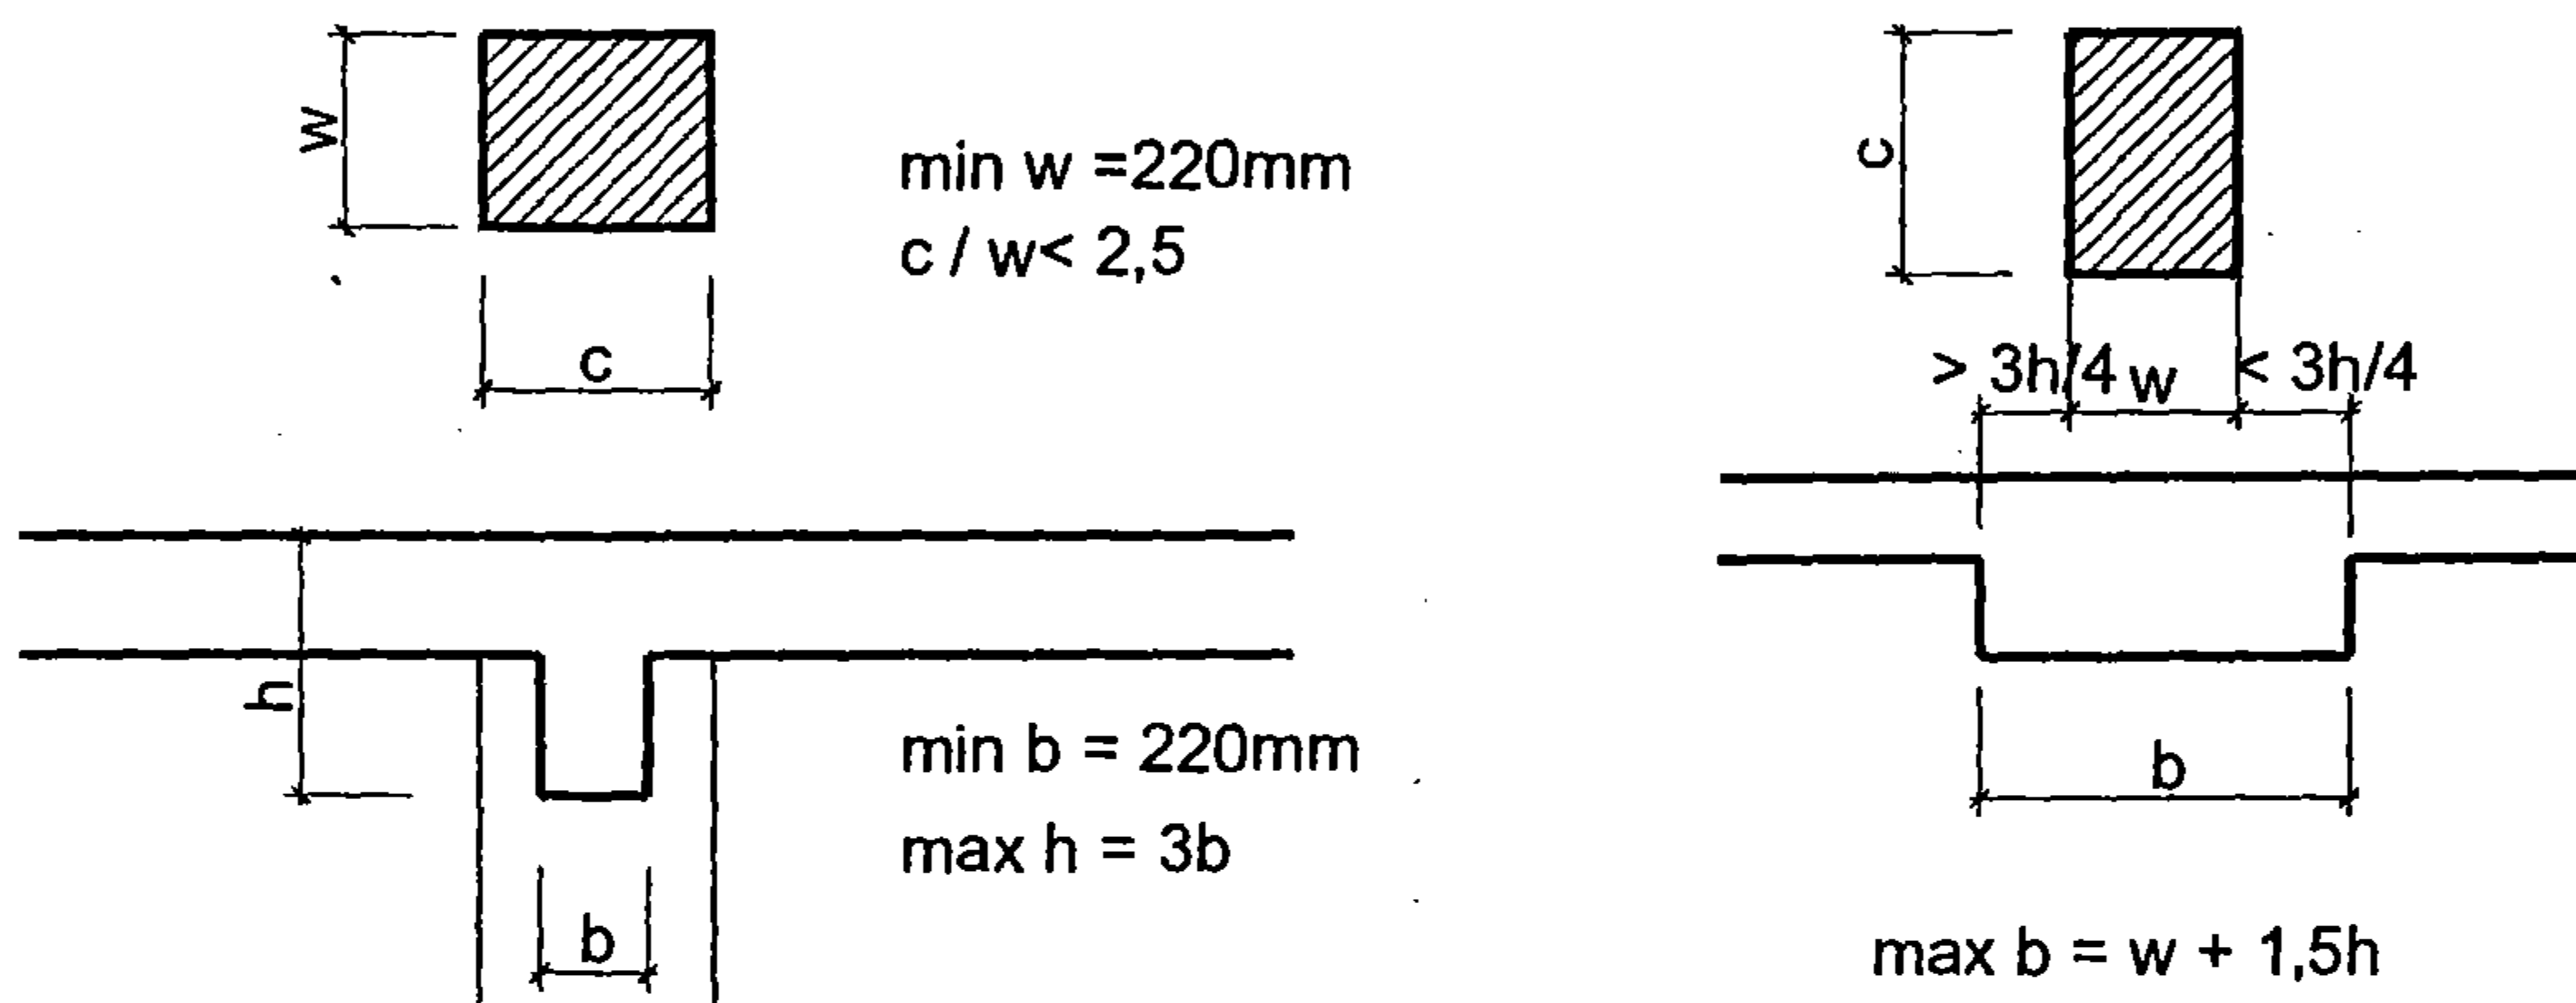 w
c
min w =220mm
c / w< 2,5
h
b
min b = 220mm
max h = 3b
c
> 3h/4 w < 3h/4
b
max b = w + 1,5h